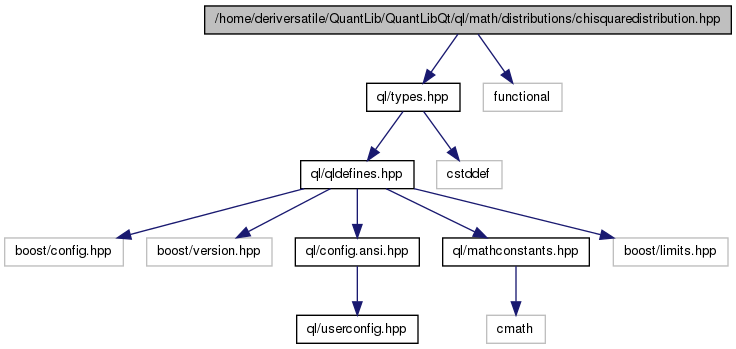 /home/deriversatile/QuantLib/QuantLibQt/ql/math/distributions/chisquaredistribution.hpp
ql/types.hpp
functional
ql/qldefines.hpp
cstddef
boost/config.hpp
boost/version.hpp
ql/config.ansi.hpp
ql/mathconstants.hpp
boost/limits.hpp
ql/userconfig.hpp
cmath